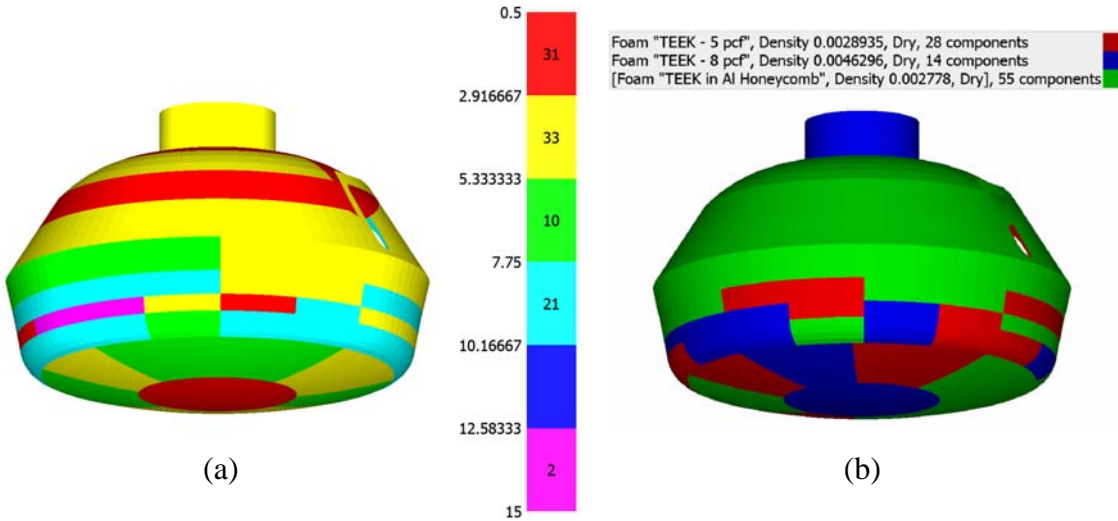 0.5
31
2.916667
33
5.333333
10
7.75
21
10.16667
12.58333
2
15
(a)
Foam "TEEK - 5 pcf", Density 0.0028935, Dry, 28 components
Foam "TEEK - 8 pcf", Density 0.0046296, Dry, 14 components
[Foam "TEEK in Al Honeycomb", Density 0.002778, Dry], 55 components
(b)